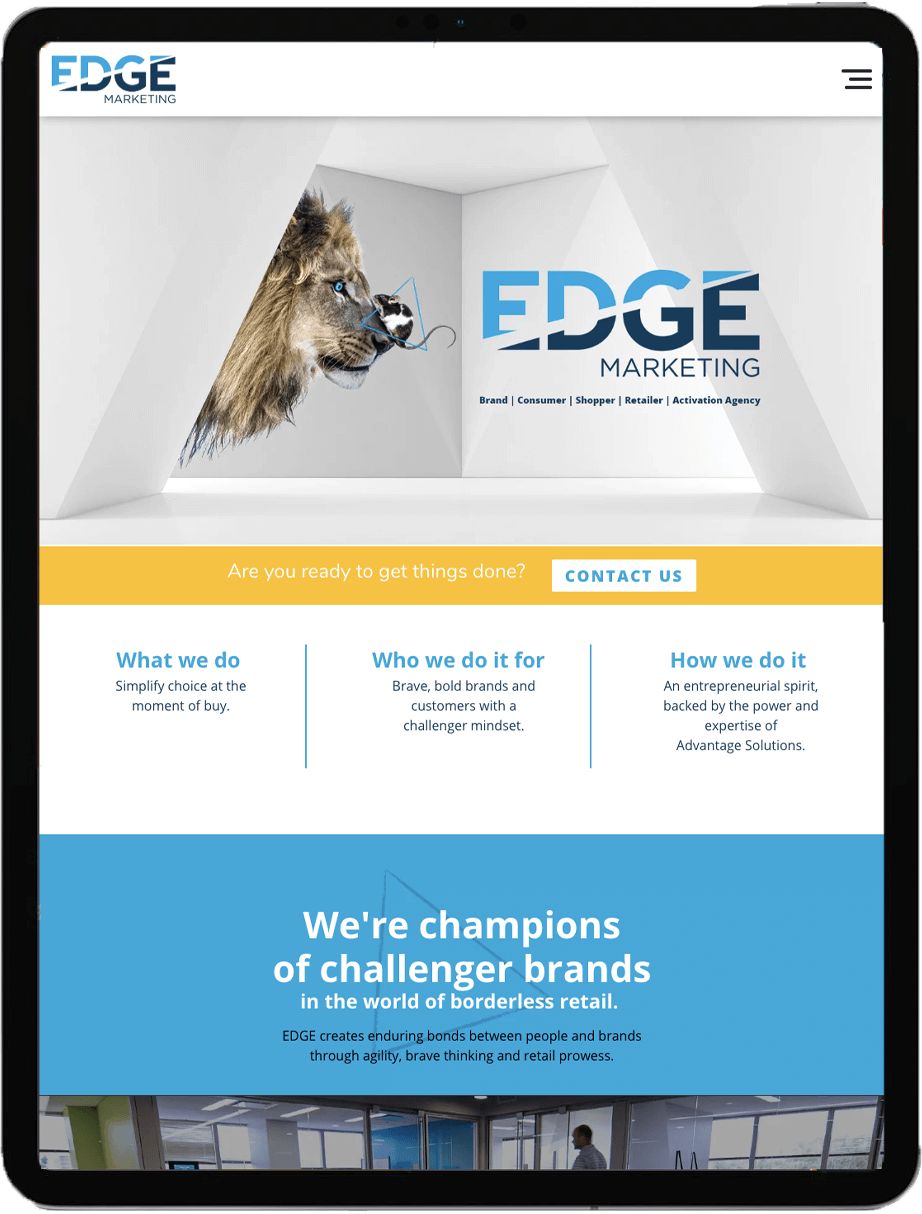 EDGE
MARKETING
EDGE
MARKETING
Brand | Consumer | Shopper | Retailer | Activation Agency
Are you ready to get things done?
CONTACT US
What we do
Simplify choice at the
moment of buy.
Who we do it for
Brave, bold brands and
customers with a
challenger mindset.
How we do it
An entrepreneurial spirit,
backed by the power and
expertise of
Advantage Solutions.
We're champions
of challenger brands
in the world of borderless retail.
EDGE creates enduring bonds between people and brands
through agility, brave thinking and retail prowess.